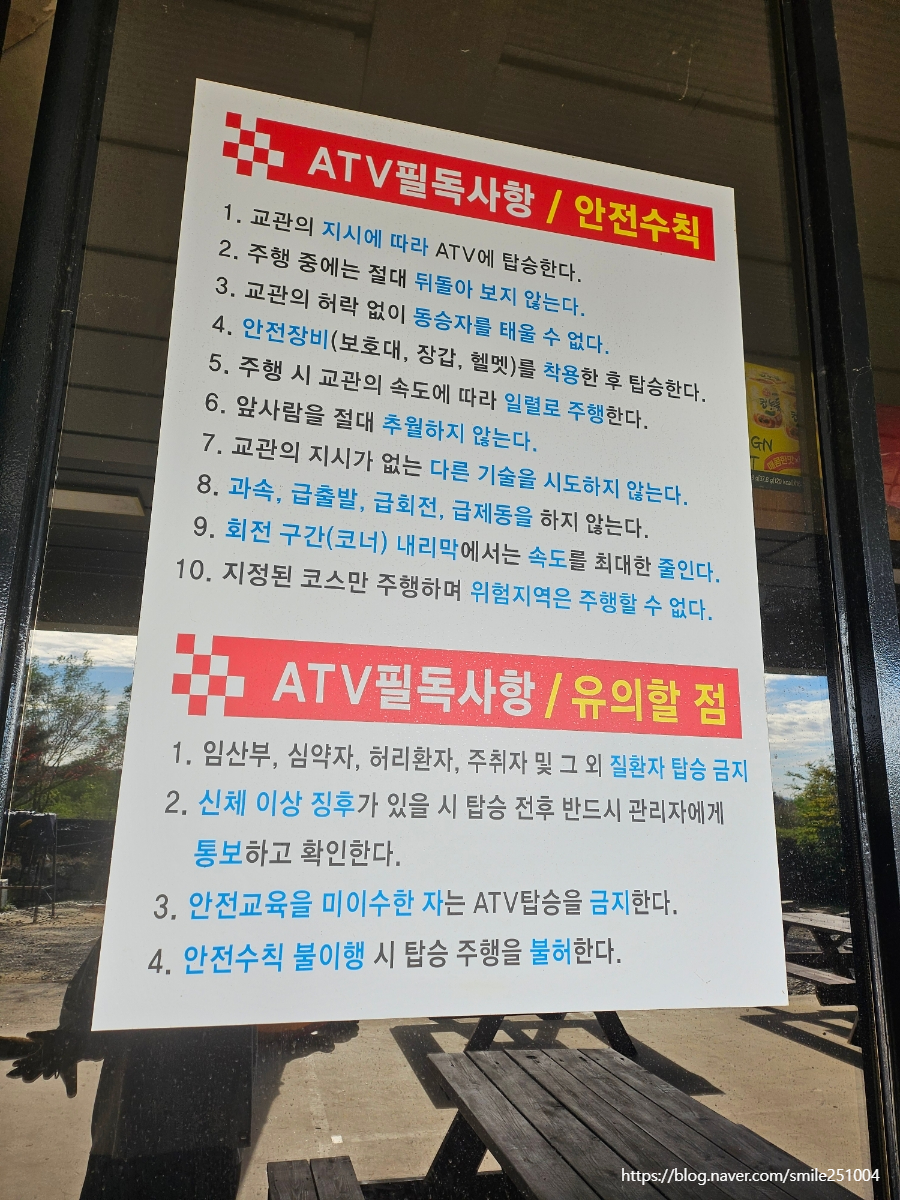 ATV필독사항 / 안전수칙
1. 교관의 지시에 따라 ATV에 탑승한다.
2. 주행 중에는 절대 뒤돌아 보지 않는다.
3. 교관의 허락 없이 동승자를 태울 수 없다.
4. 안전장비(보호대, 장갑, 헬멧)를 착용한 후 탑승한다.
5. 주행 시 교관의 속도에 따라 일렬로 주행한다.
6. 앞사람을 절대 추월하지 않는다.
7. 교관의 지시가 없는 다른 기술을 시도하지 않는다.
8. 과속, 급출발, 급회전, 급제동을 하지 않는다.
9. 회전 구간(코너) 내리막에서는 속도를 최대한 줄인다.
10. 지정된 코스만 주행하며 위험지역은 주행할 수 없다.
ATV필독사항 / 유의할 점
1. 임산부, 심약자, 허리환자, 주취자 및 그 외 질환자 탑승 금지
2. 신체 이상 징후가 있을 시 탑승 전후 반드시 관리자에게
통보하고 확인한다.
3. 안전교육을 미이수한 자는 ATV탑승을 금지한다.
4. 안전수칙 불이행 시 탑승 주행을 불허한다.
https://blog.naver.com/smile251004